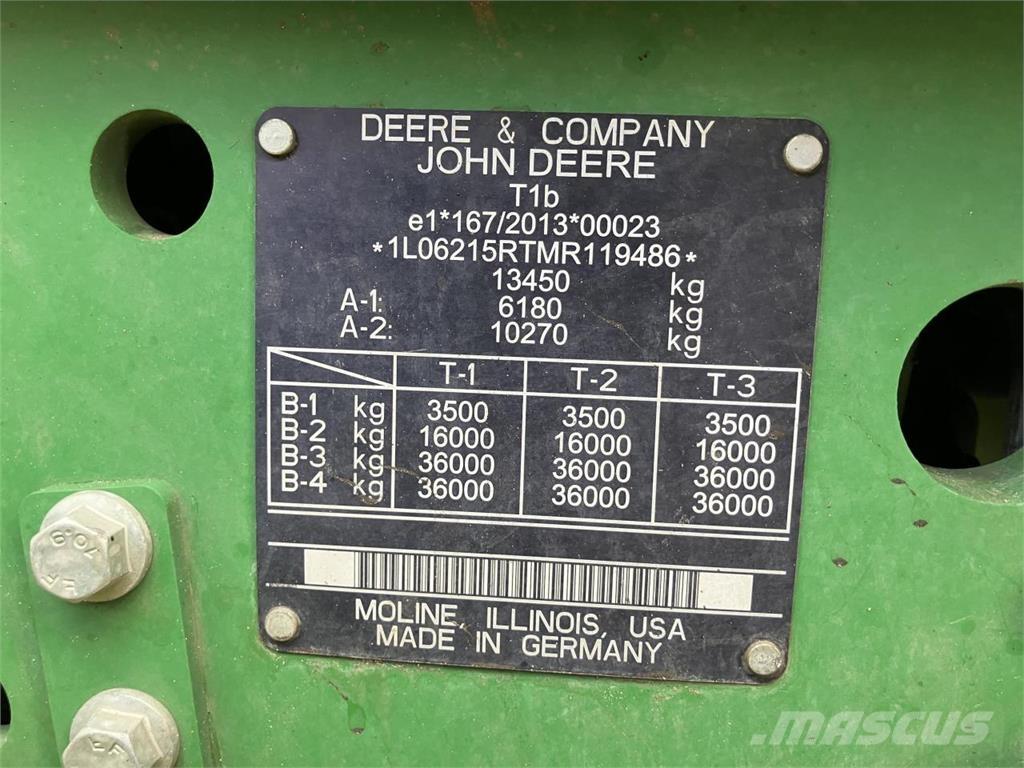 DEERE & COMPANY
JOHN DEERE
T1b
e1*167/2013*00023
*1L06215RTMR119486*
13450 kg
A-1: 6180 kg
A-2: 10270 kg
T-1 T-2 T-3
B-1 kg 3500 3500 3500
B-2 kg 16000 16000 16000
B-3 kg 36000 36000 36000
B-4 kg 36000 36000 36000
MOLINE, ILLINOIS, USA
MADE IN GERMANY
10.9
MASCUS